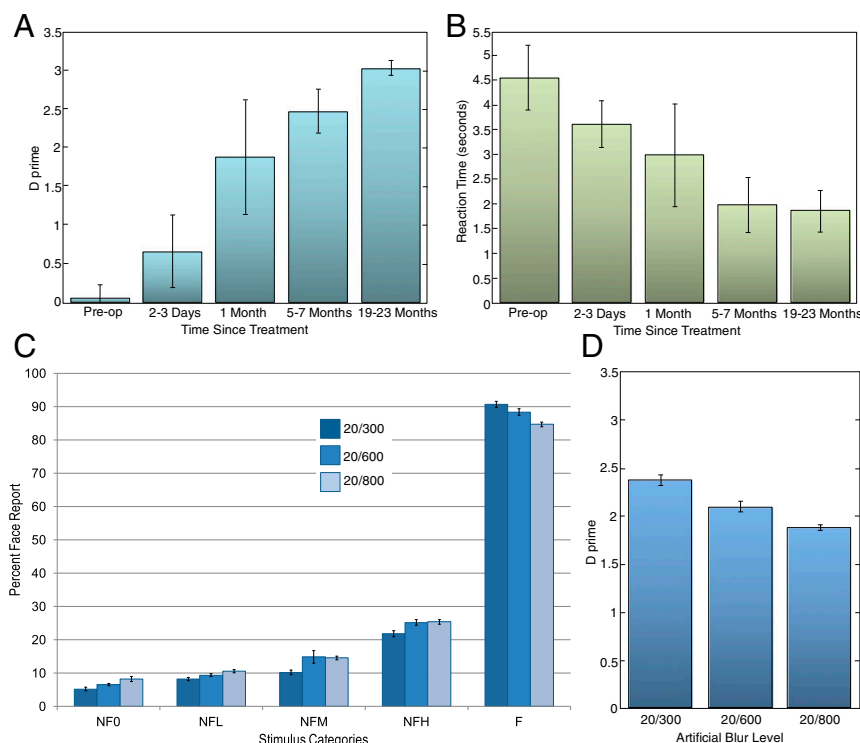 A
3.5
3
2.5
2
1.5
1
0.5
0
D prime
Pre-op
2-3 Days
1 Month
5-7 Months
19-23 Months
Time Since Treatment
B
5.5
5
4.5
4
3.5
3
2.5
2
1.5
1
0.5
0
Reaction Time (seconds)
Pre-op
2-3 Days
1 Month
5-7 Months
19-23 Months
Time Since Treatment
C
100
90
80
70
60
50
40
30
20
10
0
Percent Face Report
20/300
20/600
20/800
NF0
NFL
NFM
NFH
F
Stimulus Categories
D
3.5
3
2.5
2
1.5
1
0.5
0
D prime
20/300
20/600
20/800
Artificial Blur Level